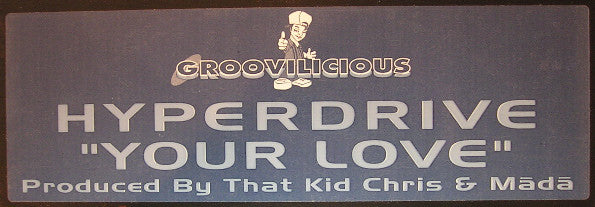 GROOVILICIOUS
HYPERDRIVE
"YOUR LOVE"
Produced By That Kid Chris & Mādā